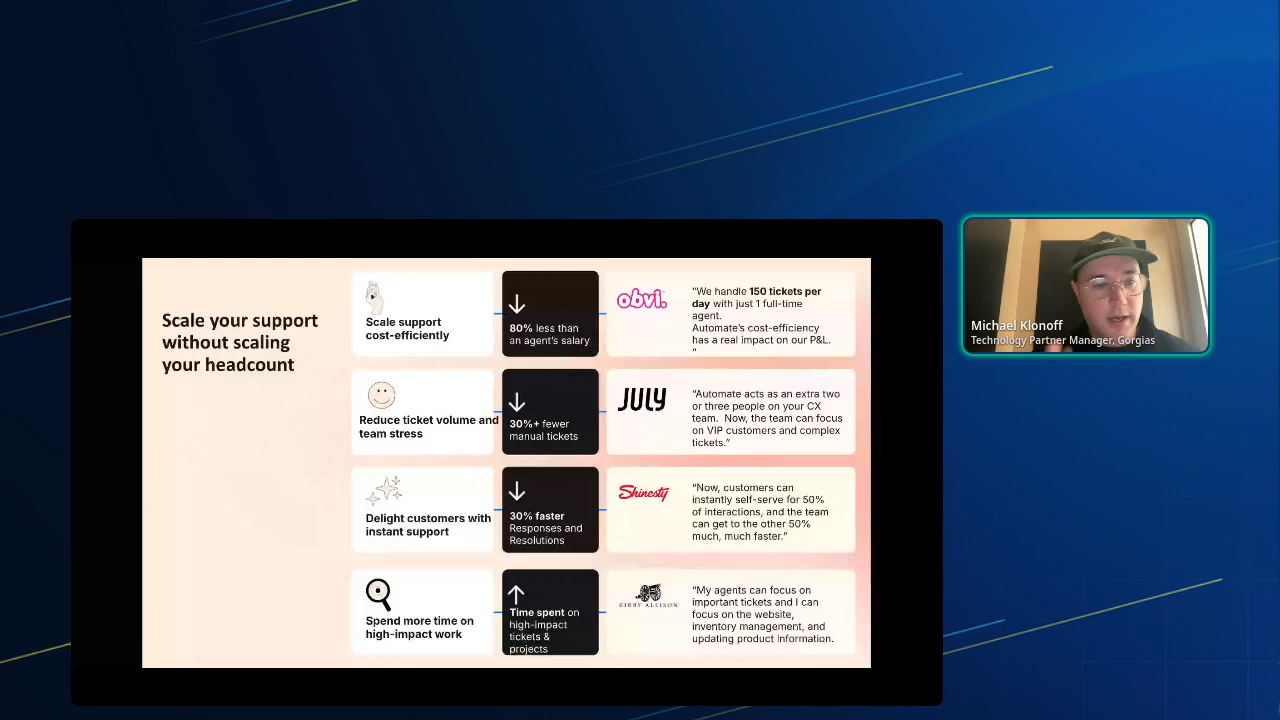 Scale your support
without scaling
your headcount
Scale support
cost-efficiently
80% less than
an agent's salary
obvi.
"We handle 150 tickets per
day with just 1 full-time
agent.
Automate's cost-efficiency
has a real impact on our P&L.
"
Reduce ticket volume and
team stress
30%+ fewer
manual tickets
JULY
"Automate acts as an extra two
or three people on your CX
team. Now, the team can focus
on VIP customers and complex
tickets."
Delight customers with
instant support
30% faster
Responses and
Resolutions
Shinesty
"Now, customers can
instantly self-serve for 50%
of interactions, and the team
can get to the other 50%
much, much faster."
Spend more time on
high-impact work
Time spent on
high-impact
tickets &
projects
KIRBY ALLISON
"My agents can focus on
important tickets and I can
focus on the website,
inventory management, and
updating product information.
Michael Klonoff
Technology Partner Manager, Gorgias